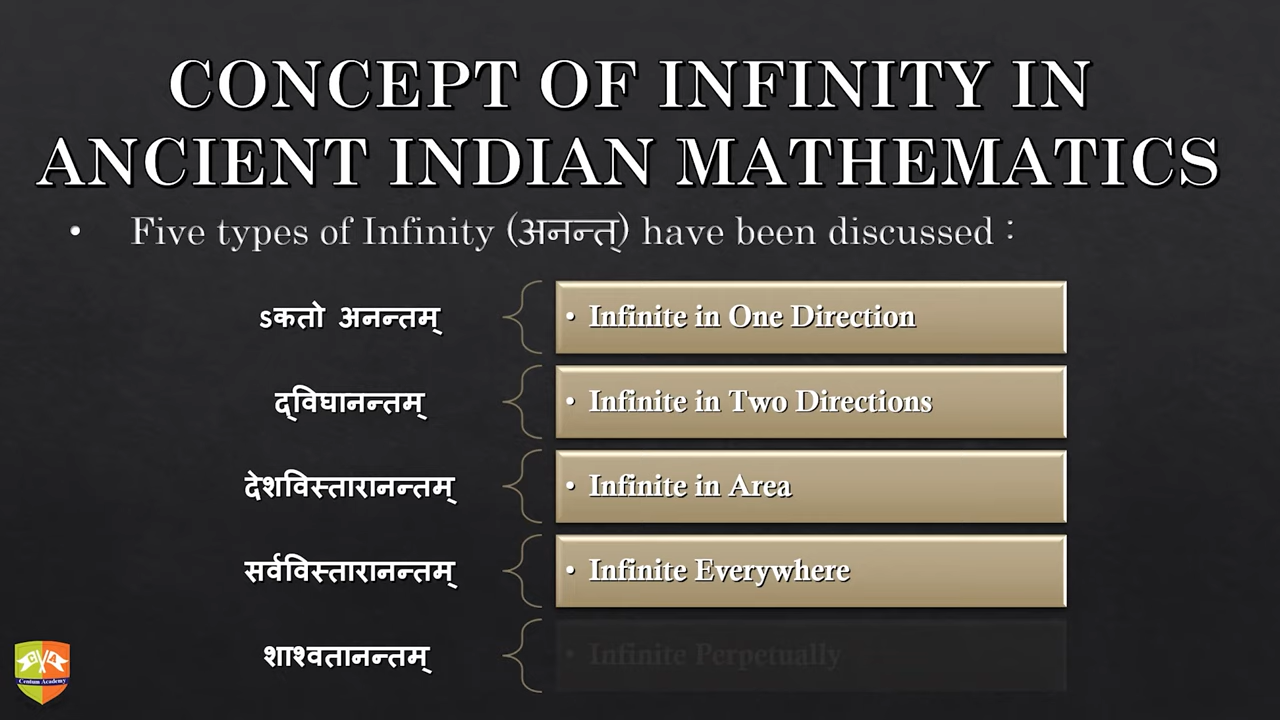 CONCEPT OF INFINITY IN
ANCIENT INDIAN MATHEMATICS
• Five types of Infinity (अनन्त्) have been discussed :
ऽकतो अनन्तम्
• Infinite in One Direction
द्विघानन्तम्
• Infinite in Two Directions
देशविस्तारानन्तम्
• Infinite in Area
सर्वविस्तारानन्तम्
• Infinite Everywhere
शाश्वतानन्तम्
• Infinite Perpetually
Centum Academy